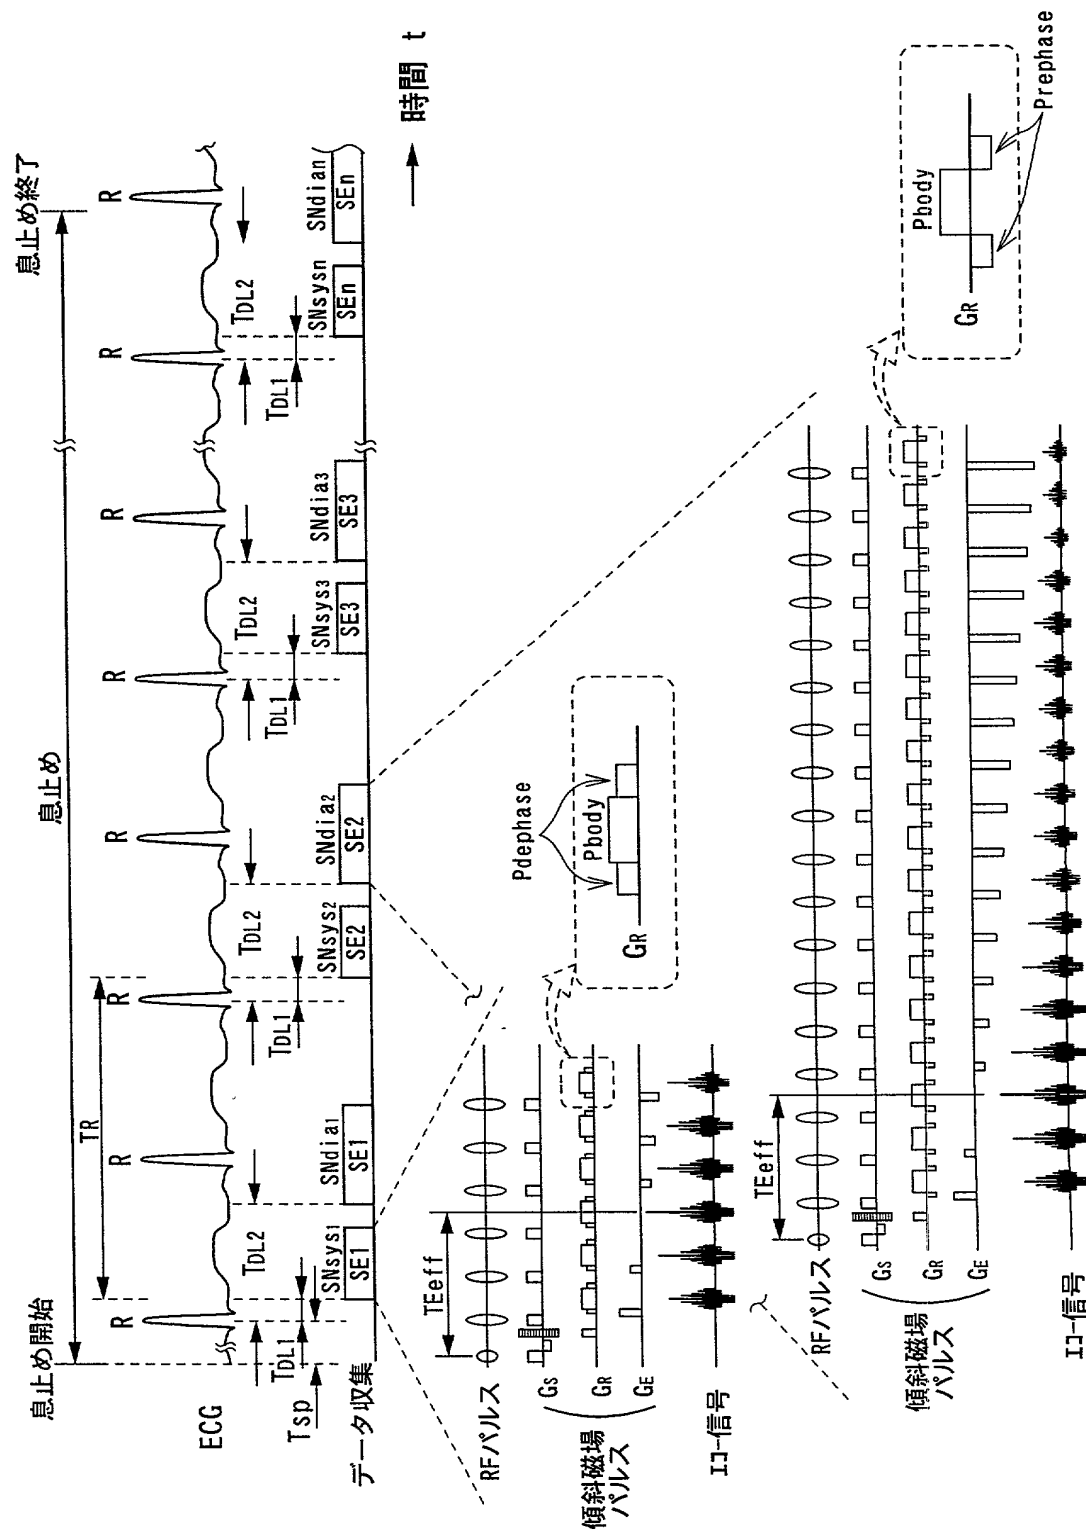 息止め開始
息止め
息止め終了
R
R
R
R
R
R
R
R
TR
ECG
TDL1
TDL2
TDL1
TDL2
TDL1
TDL2
TDL1
TDL2
Tsp
時間 t
データ収集
SNsys1
SE1
SNdia1
SE1
SNsys2
SE2
SNdia2
SE2
SNsys3
SE3
SNdia3
SE3
SNsysn
SEn
SNdian
SEn
TEeff
RFパルス
GS
GR
GE
傾斜磁場
パルス
エコー信号
Pdephase
Pbody
GR
TEeff
RFパルス
GS
GR
GE
傾斜磁場
パルス
エコー信号
Pbody
GR
Prephase